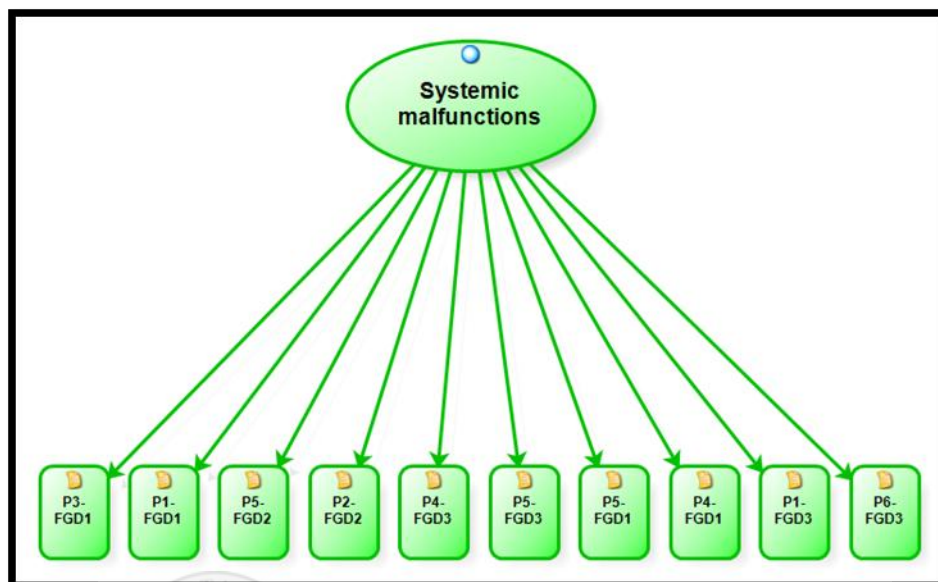 Systemic
malfunctions
P3-
FGD1
P1-
FGD1
P5-
FGD2
P2-
FGD2
P4-
FGD3
P5-
FGD3
P5-
FGD1
P4-
FGD1
P1-
FGD3
P6-
FGD3